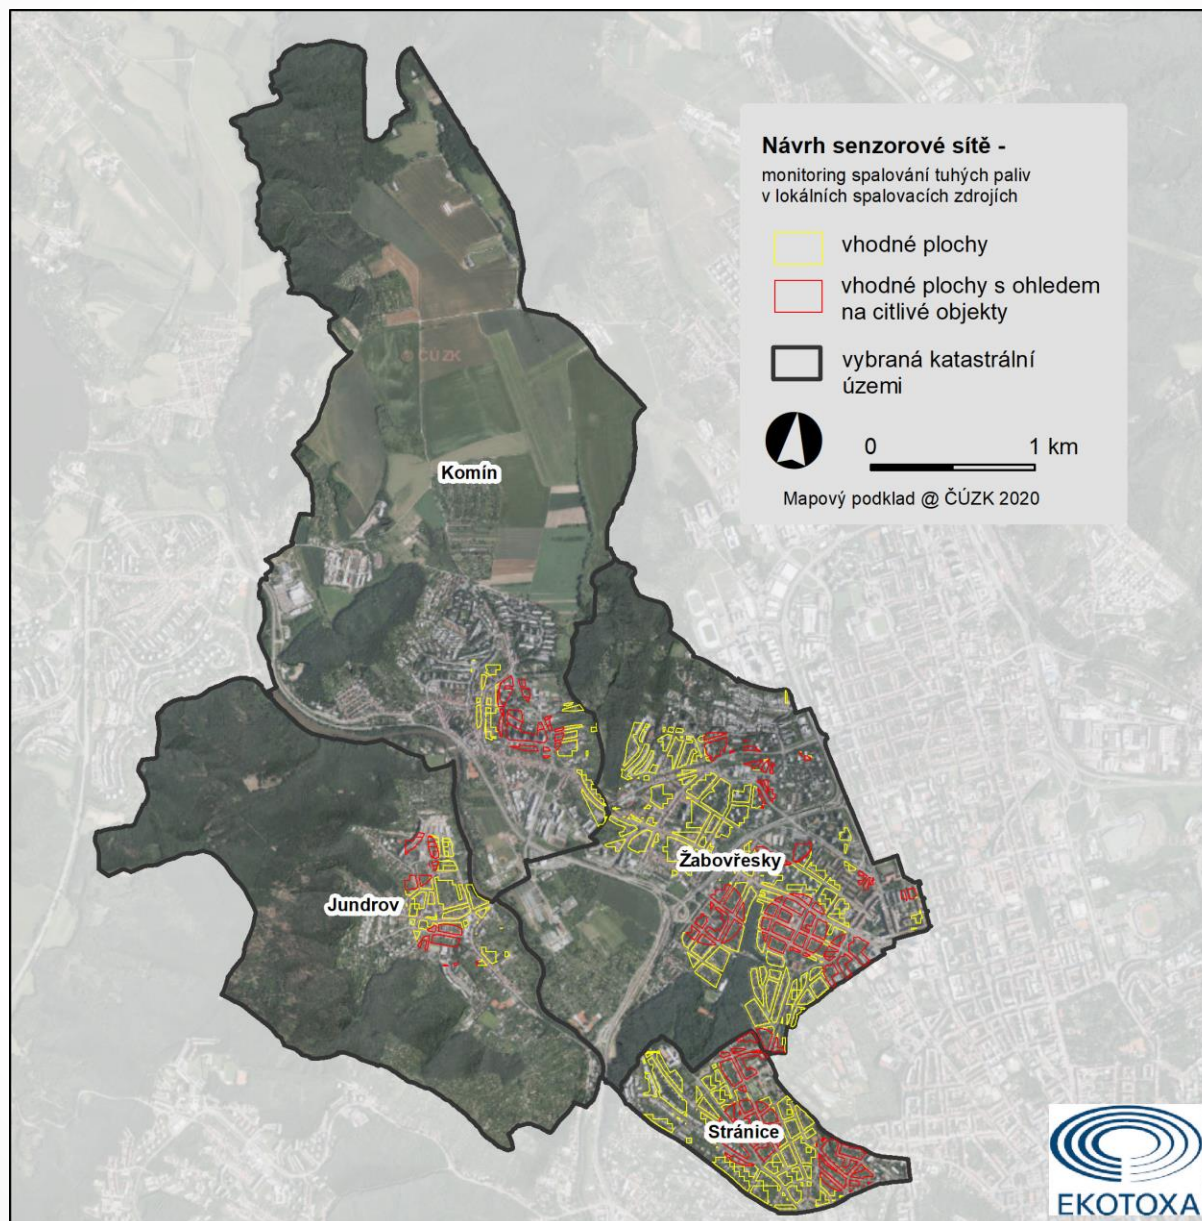 Návrh senzorové sítě -
monitoring spalování tuhých paliv
v lokálních spalovacích zdrojích
vhodné plochy
vhodné plochy s ohledem
na citlivé objekty
vybraná katastrální
území
0 1 km
Mapový podklad @ ČÚZK 2020
© ČÚZK
Komín
Žabovřesky
Jundrov
Stránice
EKOTOXA